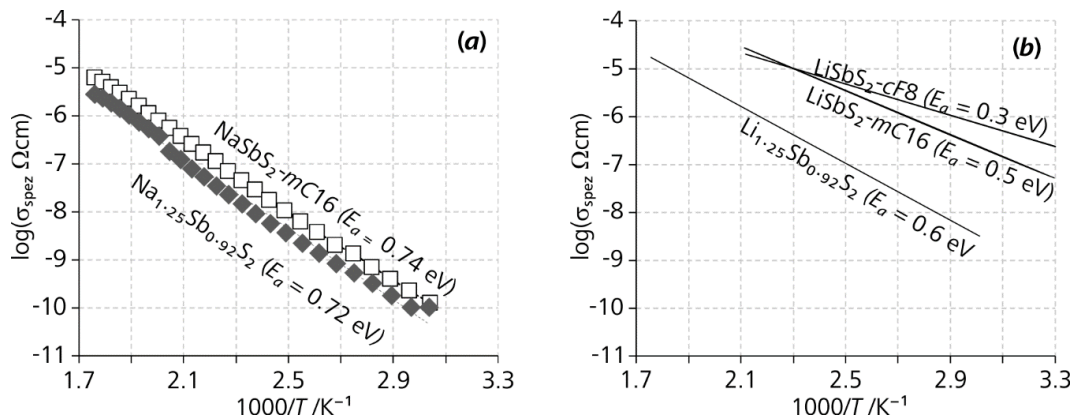 (a)
-4
-5
-6
-7
-8
-9
-10
-11
log(σspez Ωcm)
NaSbS₂-mC16 (Eₐ = 0.74 eV)
Na₁·₂₅Sb₀·₉₂S₂ (Eₐ = 0.72 eV)
1.7 2.1 2.5 2.9 3.3
1000/T /K⁻¹
(b)
-4
-5
-6
-7
-8
-9
-10
-11
log(σspez Ωcm)
LiSbS₂-cF8 (Eₐ = 0.3 eV)
LiSbS₂-mC16 (Eₐ = 0.5 eV)
Li₁·₂₅Sb₀·₉₂S₂ (Eₐ = 0.6 eV)
1.7 2.1 2.5 2.9 3.3
1000/T /K⁻¹